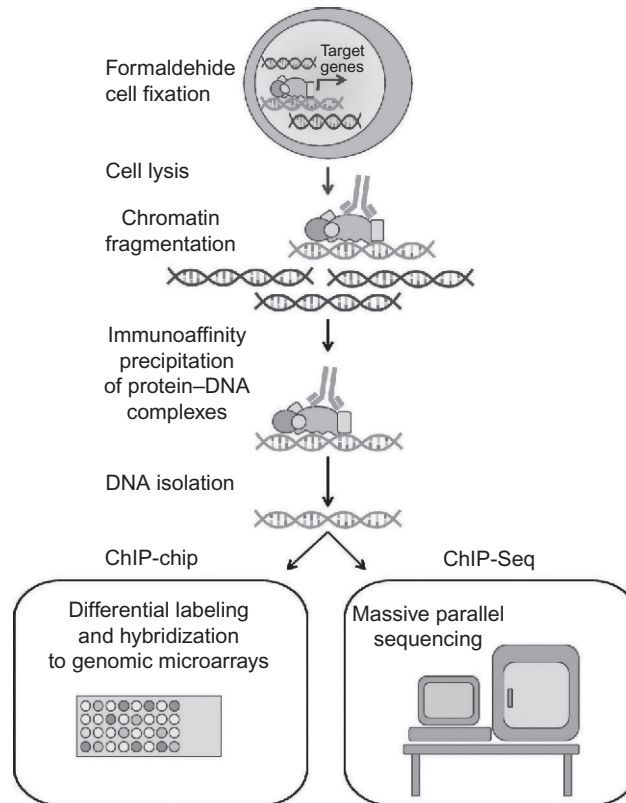 Target
genes
Formaldehide
cell fixation
Cell lysis
Chromatin
fragmentation
Immunoaffinity
precipitation
of protein–DNA
complexes
DNA isolation
ChIP-chip
Differential labeling
and hybridization
to genomic microarrays
ChIP-Seq
Massive parallel
sequencing